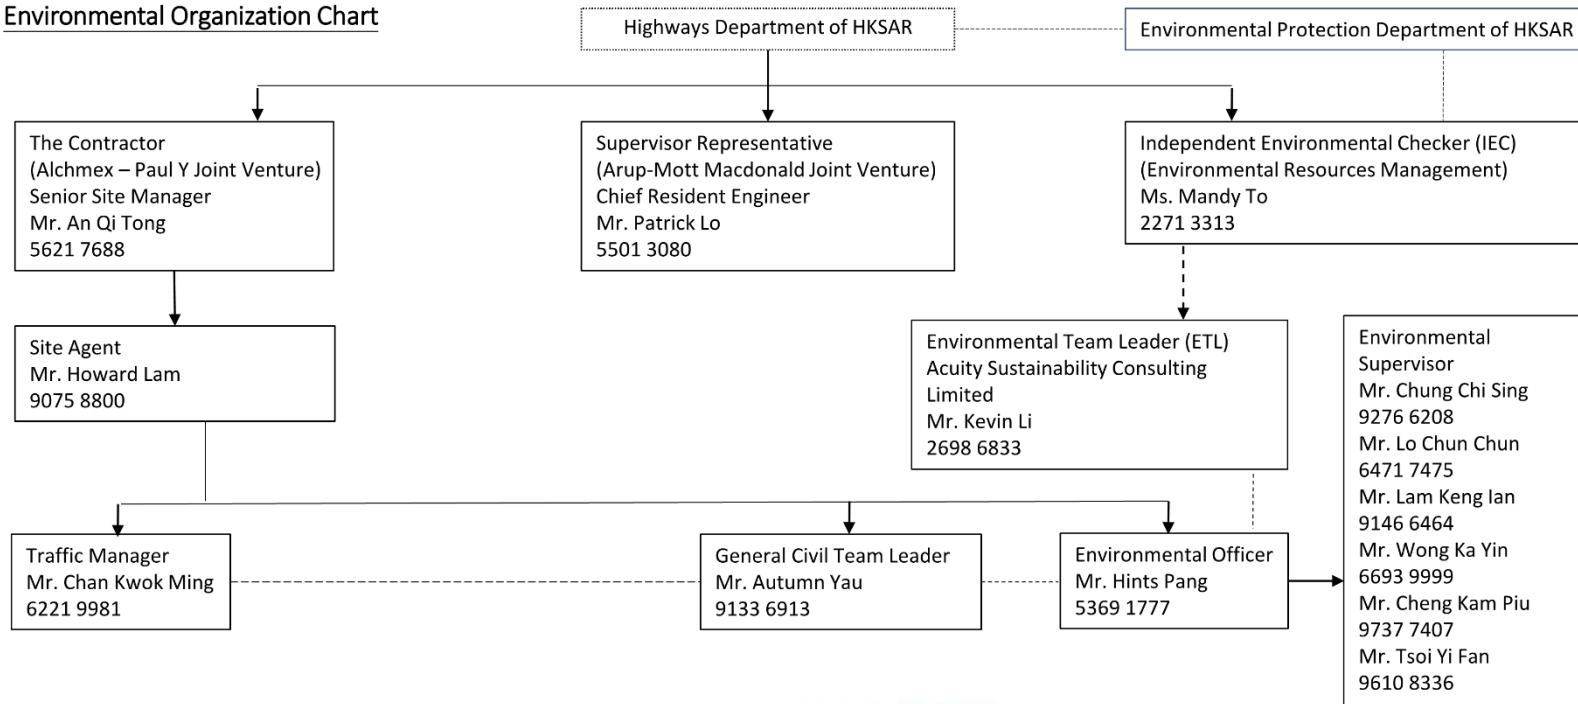 Environmental Organization Chart
Highways Department of HKSAR
Environmental Protection Department of HKSAR
The Contractor
(Alchmex – Paul Y Joint Venture)
Senior Site Manager
Mr. An Qi Tong
5621 7688
Supervisor Representative
(Arup-Mott Macdonald Joint Venture)
Chief Resident Engineer
Mr. Patrick Lo
5501 3080
Independent Environmental Checker (IEC)
(Environmental Resources Management)
Ms. Mandy To
2271 3313
Site Agent
Mr. Howard Lam
9075 8800
Environmental Team Leader (ETL)
Acuity Sustainability Consulting
Limited
Mr. Kevin Li
2698 6833
Environmental
Supervisor
Mr. Chung Chi Sing
9276 6208
Mr. Lo Chun Chun
6471 7475
Mr. Lam Keng Ian
9146 6464
Mr. Wong Ka Yin
6693 9999
Mr. Cheng Kam Piu
9737 7407
Mr. Tsoi Yi Fan
9610 8336
Traffic Manager
Mr. Chan Kwok Ming
6221 9981
General Civil Team Leader
Mr. Autumn Yau
9133 6913
Environmental Officer
Mr. Hints Pang
5369 1777